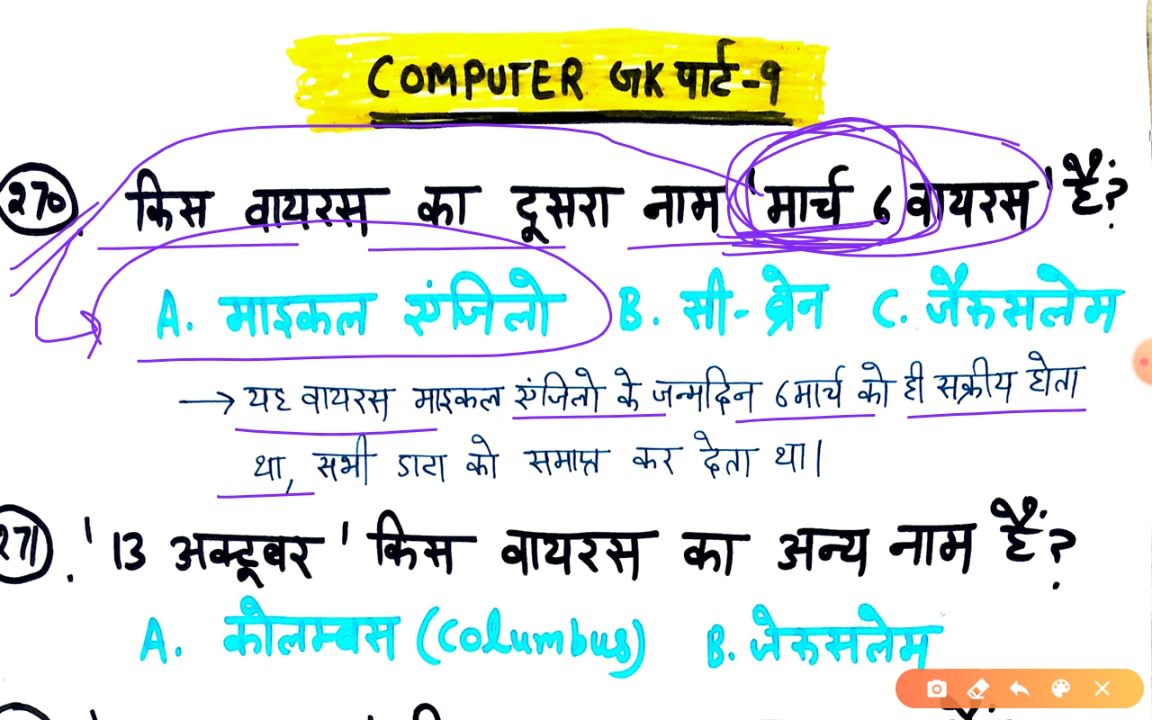 COMPUTER GK पार्ट-9
270. किस वायरस का दूसरा नाम 'मार्च 6 वायरस' हैं?
A. माइकल एंजिलो B. सी-ब्रेन C. जैरुसलेम
→ यह वायरस माइकल एंजिलो के जन्मदिन 6 मार्च को ही सक्रीय होता
था, सभी डाटा को समाप्त कर देता था।
271. '13 अक्टूबर' किस वायरस का अन्य नाम हैं?
A. कोलम्बस (Columbus) B. जेरुसलेम